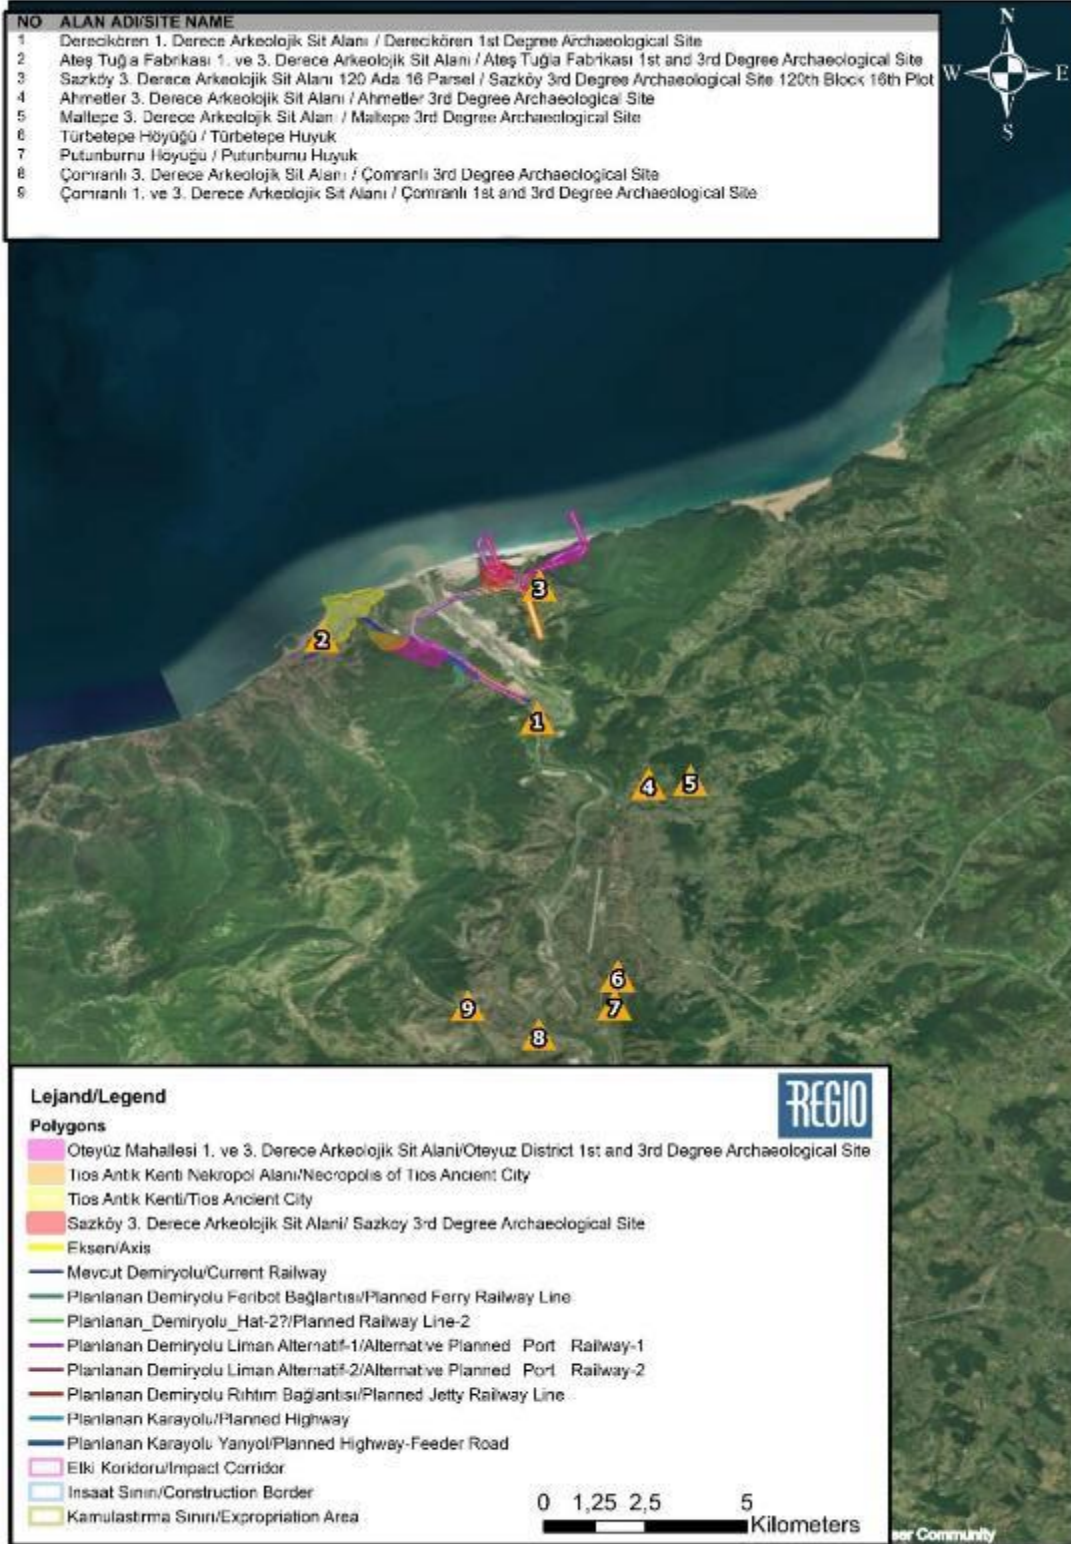 NO ALAN ADI/SITE NAME
1 Derecikören 1. Derece Arkeolojik Sit Alanı / Derecikören 1st Degree Archaeological Site
2 Ateş Tuğla Fabrikası 1. ve 3. Derece Arkeolojik Sit Alanı / Ateş Tuğla Fabrikası 1st and 3rd Degree Archaeological Site
3 Sazköy 3. Derece Arkeolojik Sit Alanı 120 Ada 16 Parsel / Sazköy 3rd Degree Archaeological Site 120th Block 16th Plot
4 Ahmetler 3. Derece Arkeolojik Sit Alanı / Ahmetler 3rd Degree Archaeological Site
5 Maltepe 3. Derece Arkeolojik Sit Alanı / Maltepe 3rd Degree Archaeological Site
6 Türbetepe Höyüğü / Türbetepe Huyuk
7 Putunburnu Höyüğü / Putunburnu Huyuk
8 Çomranlı 3. Derece Arkeolojik Sit Alanı / Çomranlı 3rd Degree Archaeological Site
9 Çomranlı 1. ve 3. Derece Arkeolojik Sit Alanı / Çomranlı 1st and 3rd Degree Archaeological Site
N
W E
S
3
2
1
4 5
6
9 7
8
Lejand/Legend
REGIO
Polygons
Oteyüz Mahallesi 1. ve 3. Derece Arkeolojik Sit Alani/Oteyuz District 1st and 3rd Degree Archaeological Site
Tios Antik Kenti Nekropol Alanı/Necropolis of Tios Ancient City
Tios Antik Kenti/Tios Ancient City
Sazköy 3. Derece Arkeolojik Sit Alani/ Sazkoy 3rd Degree Archaeological Site
Eksen/Axis
Mevcut Demiryolu/Current Railway
Planlanan Demiryolu Feribot Bağlantısı/Planned Ferry Railway Line
Planlanan_Demiryolu_Hat-2?/Planned Railway Line-2
Planlanan Demiryolu Liman Alternatif-1/Alternative Planned Port Railway-1
Planlanan Demiryolu Liman Alternatif-2/Alternative Planned Port Railway-2
Planlanan Demiryolu Rıhtım Bağlantısı/Planned Jetty Railway Line
Planlanan Karayolu/Planned Highway
Planlanan Karayolu Yanyol/Planned Highway-Feeder Road
Etki Koridoru/Impact Corridor
Insaat Sınırı/Construction Border
Kamulastirma Sınırı/Expropriation Area
0 1,25 2,5 5
Kilometers
ser Community